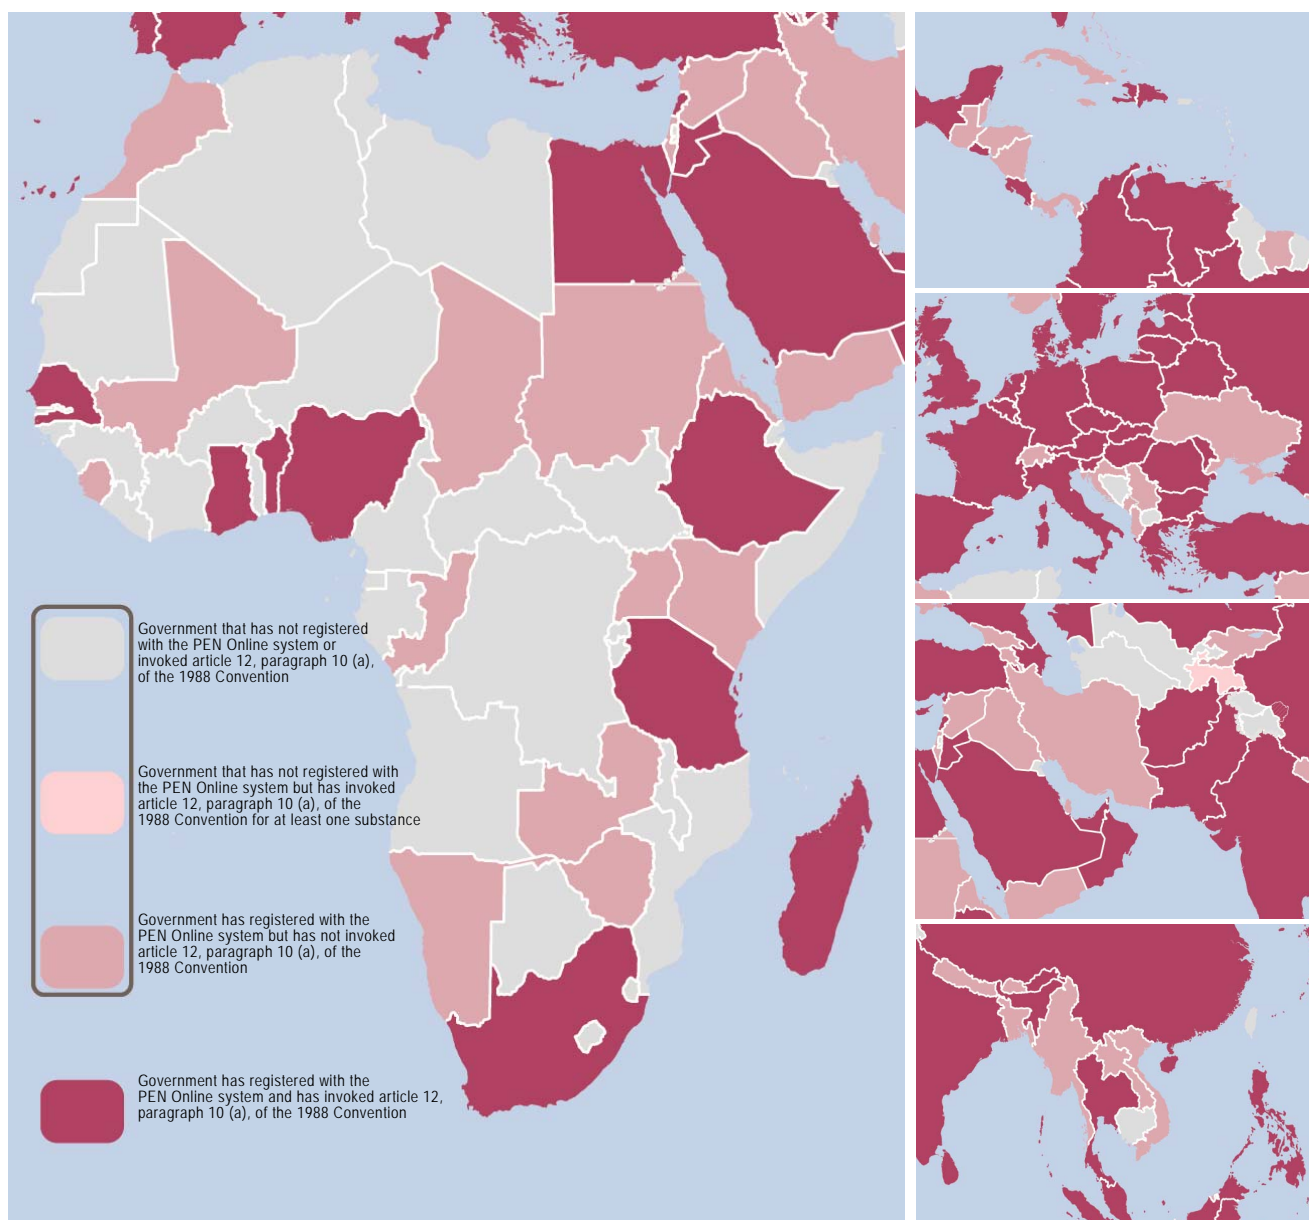 Government that has not registered
with the PEN Online system or
invoked article 12, paragraph 10 (a),
of the 1988 Convention
Government that has not registered with
the PEN Online system but has invoked
article 12, paragraph 10 (a), of the
1988 Convention for at least one substance
Government has registered with the
PEN Online system but has not invoked
article 12, paragraph 10 (a), of the
1988 Convention
Government has registered with the
PEN Online system and has invoked article 12,
paragraph 10 (a), of the 1988 Convention